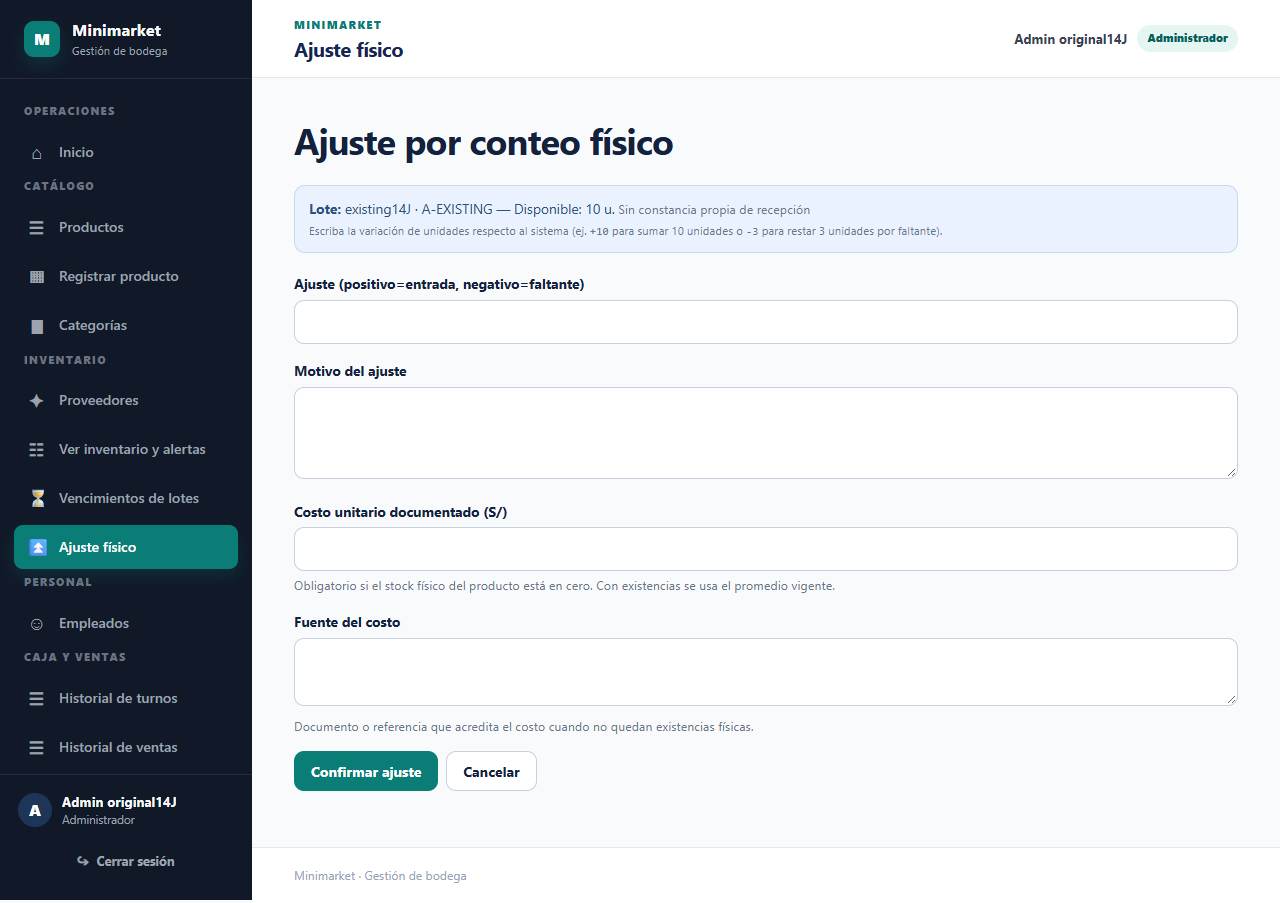 M
Minimarket
Gestión de bodega
OPERACIONES
Inicio
CATÁLOGO
Productos
Registrar producto
Categorías
INVENTARIO
Proveedores
Ver inventario y alertas
Vencimientos de lotes
Ajuste físico
PERSONAL
Empleados
CAJA Y VENTAS
Historial de turnos
Historial de ventas
A
Admin original14J
Administrador
Cerrar sesión
MINIMARKET
Ajuste físico
Admin original14J
Administrador
Ajuste por conteo físico
Lote: existing14J · A-EXISTING — Disponible: 10 u. Sin constancia propia de recepción
Escriba la variación de unidades respecto al sistema (ej. +10 para sumar 10 unidades o -3 para restar 3 unidades por faltante).
Ajuste (positivo=entrada, negativo=faltante)
Motivo del ajuste
Costo unitario documentado (S/)
Obligatorio si el stock físico del producto está en cero. Con existencias se usa el promedio vigente.
Fuente del costo
Documento o referencia que acredita el costo cuando no quedan existencias físicas.
Confirmar ajuste
Cancelar
Minimarket · Gestión de bodega